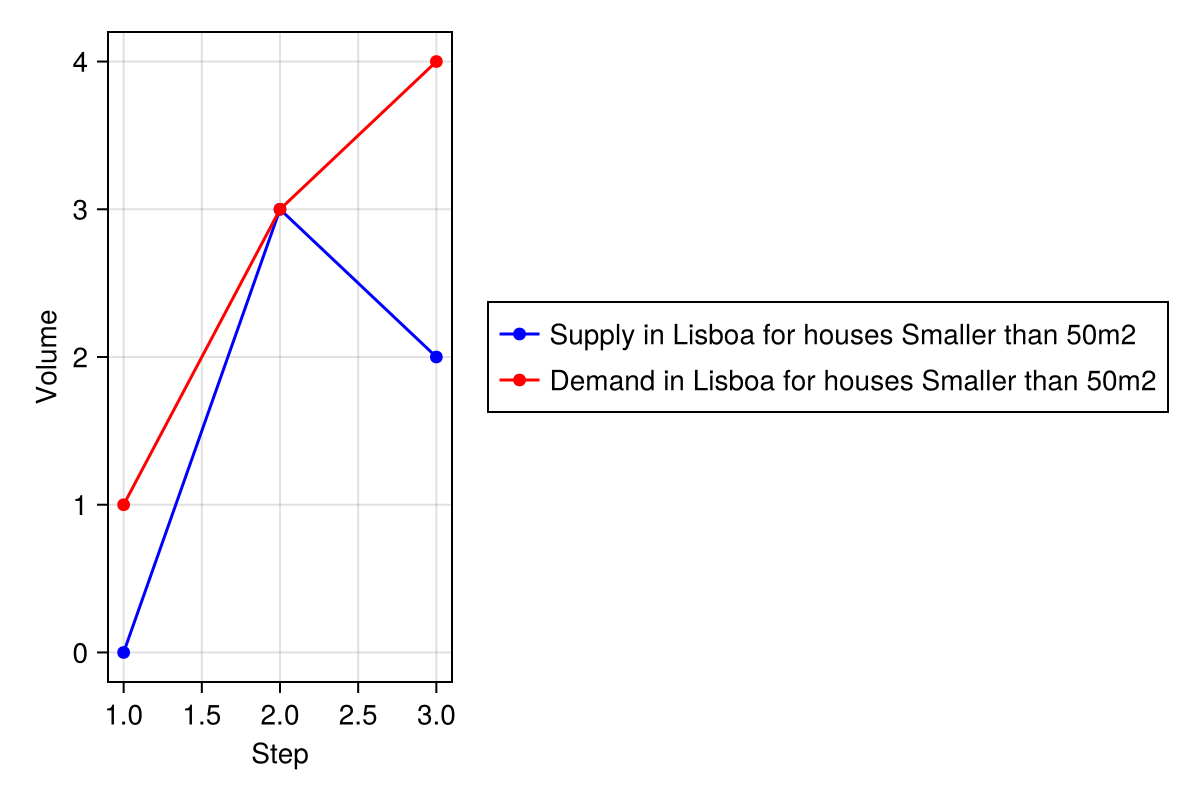 4
3
2
1
0
Volume
1.0 1.5 2.0 2.5 3.0
Step
Supply in Lisboa for houses Smaller than 50m2
Demand in Lisboa for houses Smaller than 50m2